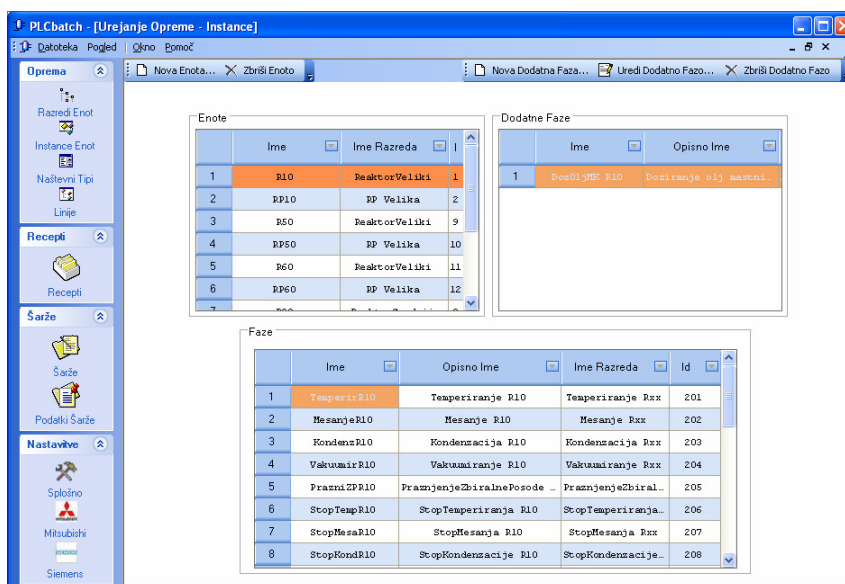 PLCbatch - [Urejanje Opreme - Instance]
Datoteka Pogled Okno Pomoč
Oprema
Razredi Enot
Instance Enot
Naštevni Tipi
Linije
Recepti
Recepti
Šarže
Šarže
Podatki Šarže
Nastavitve
Splošno
Mitsubishi
Siemens
Nova Enota... Zbriši Enoto
Nova Dodatna Faza... Uredi Dodatno Fazo... Zbriši Dodatno Fazo
Enote
Ime Ime Razreda I
1 R10 ReaktorVeliki 1
2 RP10 RP Velika 2
3 R50 ReaktorVeliki 9
4 RP50 RP Velika 10
5 R60 ReaktorVeliki 11
6 RP60 RP Velika 12
7
Dodatne Faze
Ime Opisno Ime
1 DozOljMK R10 Doziranje olj mastni...
Faze
Ime Opisno Ime Ime Razreda Id
1 TemperirR10 Temperiranje R10 Temperiranje Rxx 201
2 MesanjeR10 Mesanje R10 Mesanje Rxx 202
3 KondenzR10 Kondenzacija R10 Kondenzacija Rxx 203
4 VakuumirR10 Vakuumiranje R10 Vakuumiranje Rxx 204
5 PrazniZPR10 PraznjenjeZbiralnePosode ... PraznjenjeZbiral... 205
6 StopTempR10 StopTemperiranja R10 StopTemperiranja... 206
7 StopMesaR10 StopMesanja R10 StopMesanja Rxx 207
8 StopKondR10 StopKondenzacije R10 StopKondenzacije... 208